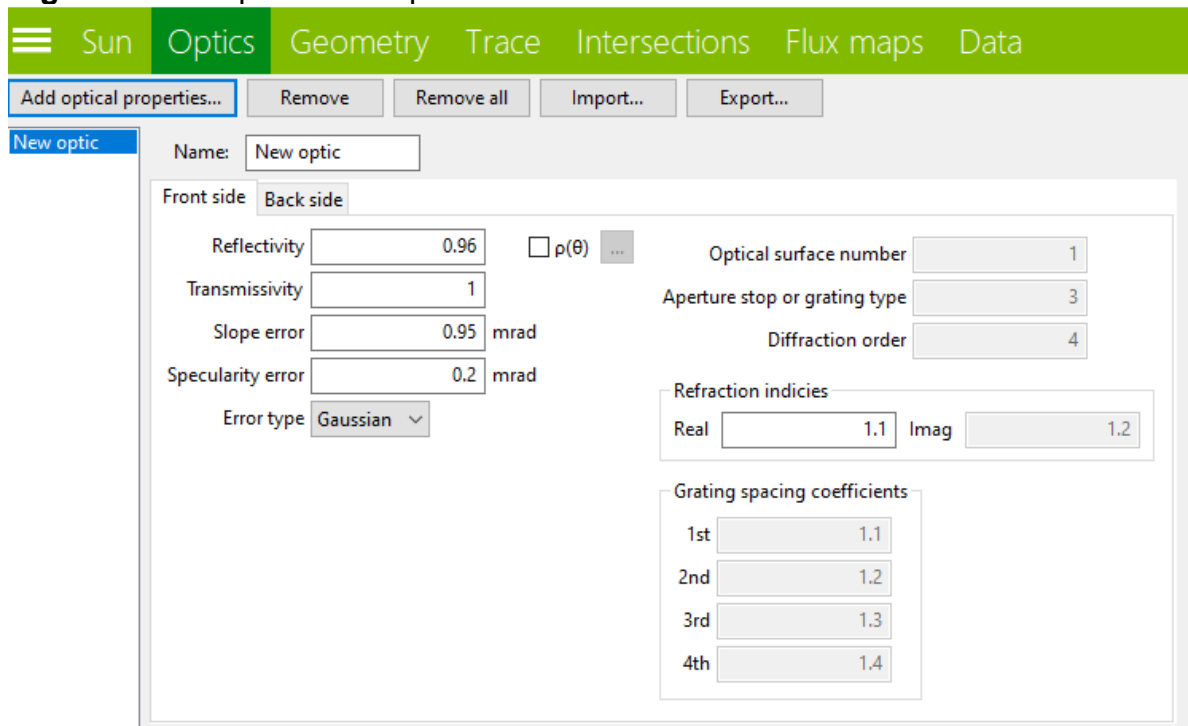 Sun Optics Geometry Trace Intersections Flux maps Data
Add optical properties... Remove Remove all Import... Export...
New optic
Name: New optic
Front side Back side
Reflectivity 0.96 ρ(θ) ...
Transmissivity 1
Slope error 0.95 mrad
Specularity error 0.2 mrad
Error type Gaussian
Optical surface number 1
Aperture stop or grating type 3
Diffraction order 4
Refraction indicies
Real 1.1 Imag 1.2
Grating spacing coefficients
1st 1.1
2nd 1.2
3rd 1.3
4th 1.4